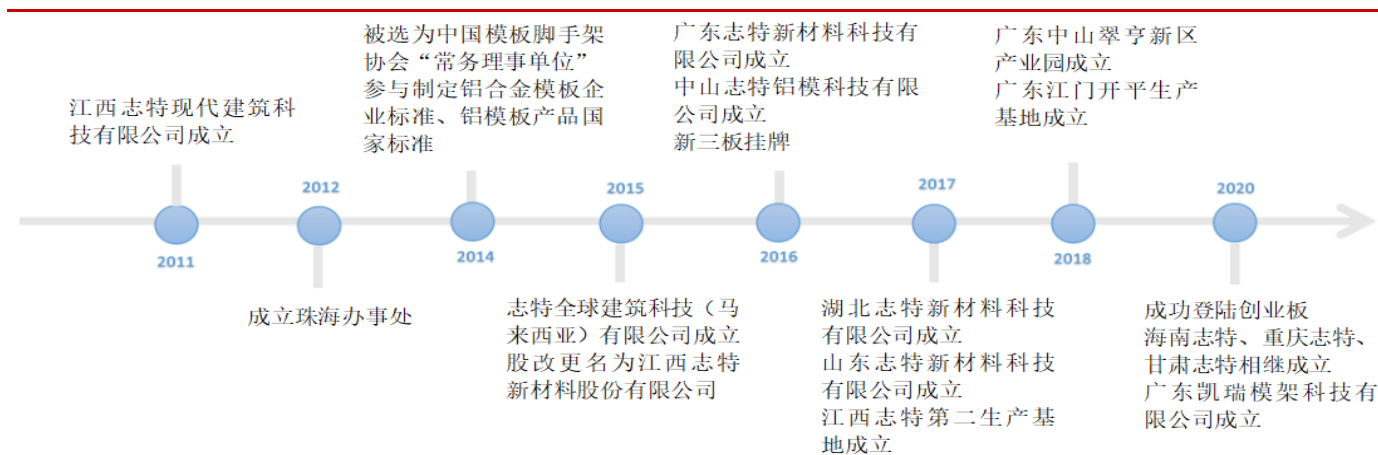 江西志特现代建筑科
技有限公司成立
2011
2012
成立珠海办事处
被选为中国模板脚手架
协会“常务理事单位”
参与制定铝合金模板企
业标准、铝模板产品国
家标准
2014
2015
志特全球建筑科技（马
来西亚）有限公司成立
股改更名为江西志特
新材料股份有限公司
广东志特新材料科技有
限公司成立
中山志特铝模科技有限
公司成立
新三板挂牌
2016
2017
湖北志特新材料科技
有限公司成立
山东志特新材料科技
有限公司成立
江西志特第二生产基
地成立
广东中山翠亨新区
产业园成立
广东江门开平生产
基地成立
2018
2020
成功登陆创业板
海南志特、重庆志特、
甘肃志特相继成立
广东凯瑞模架科技有
限公司成立